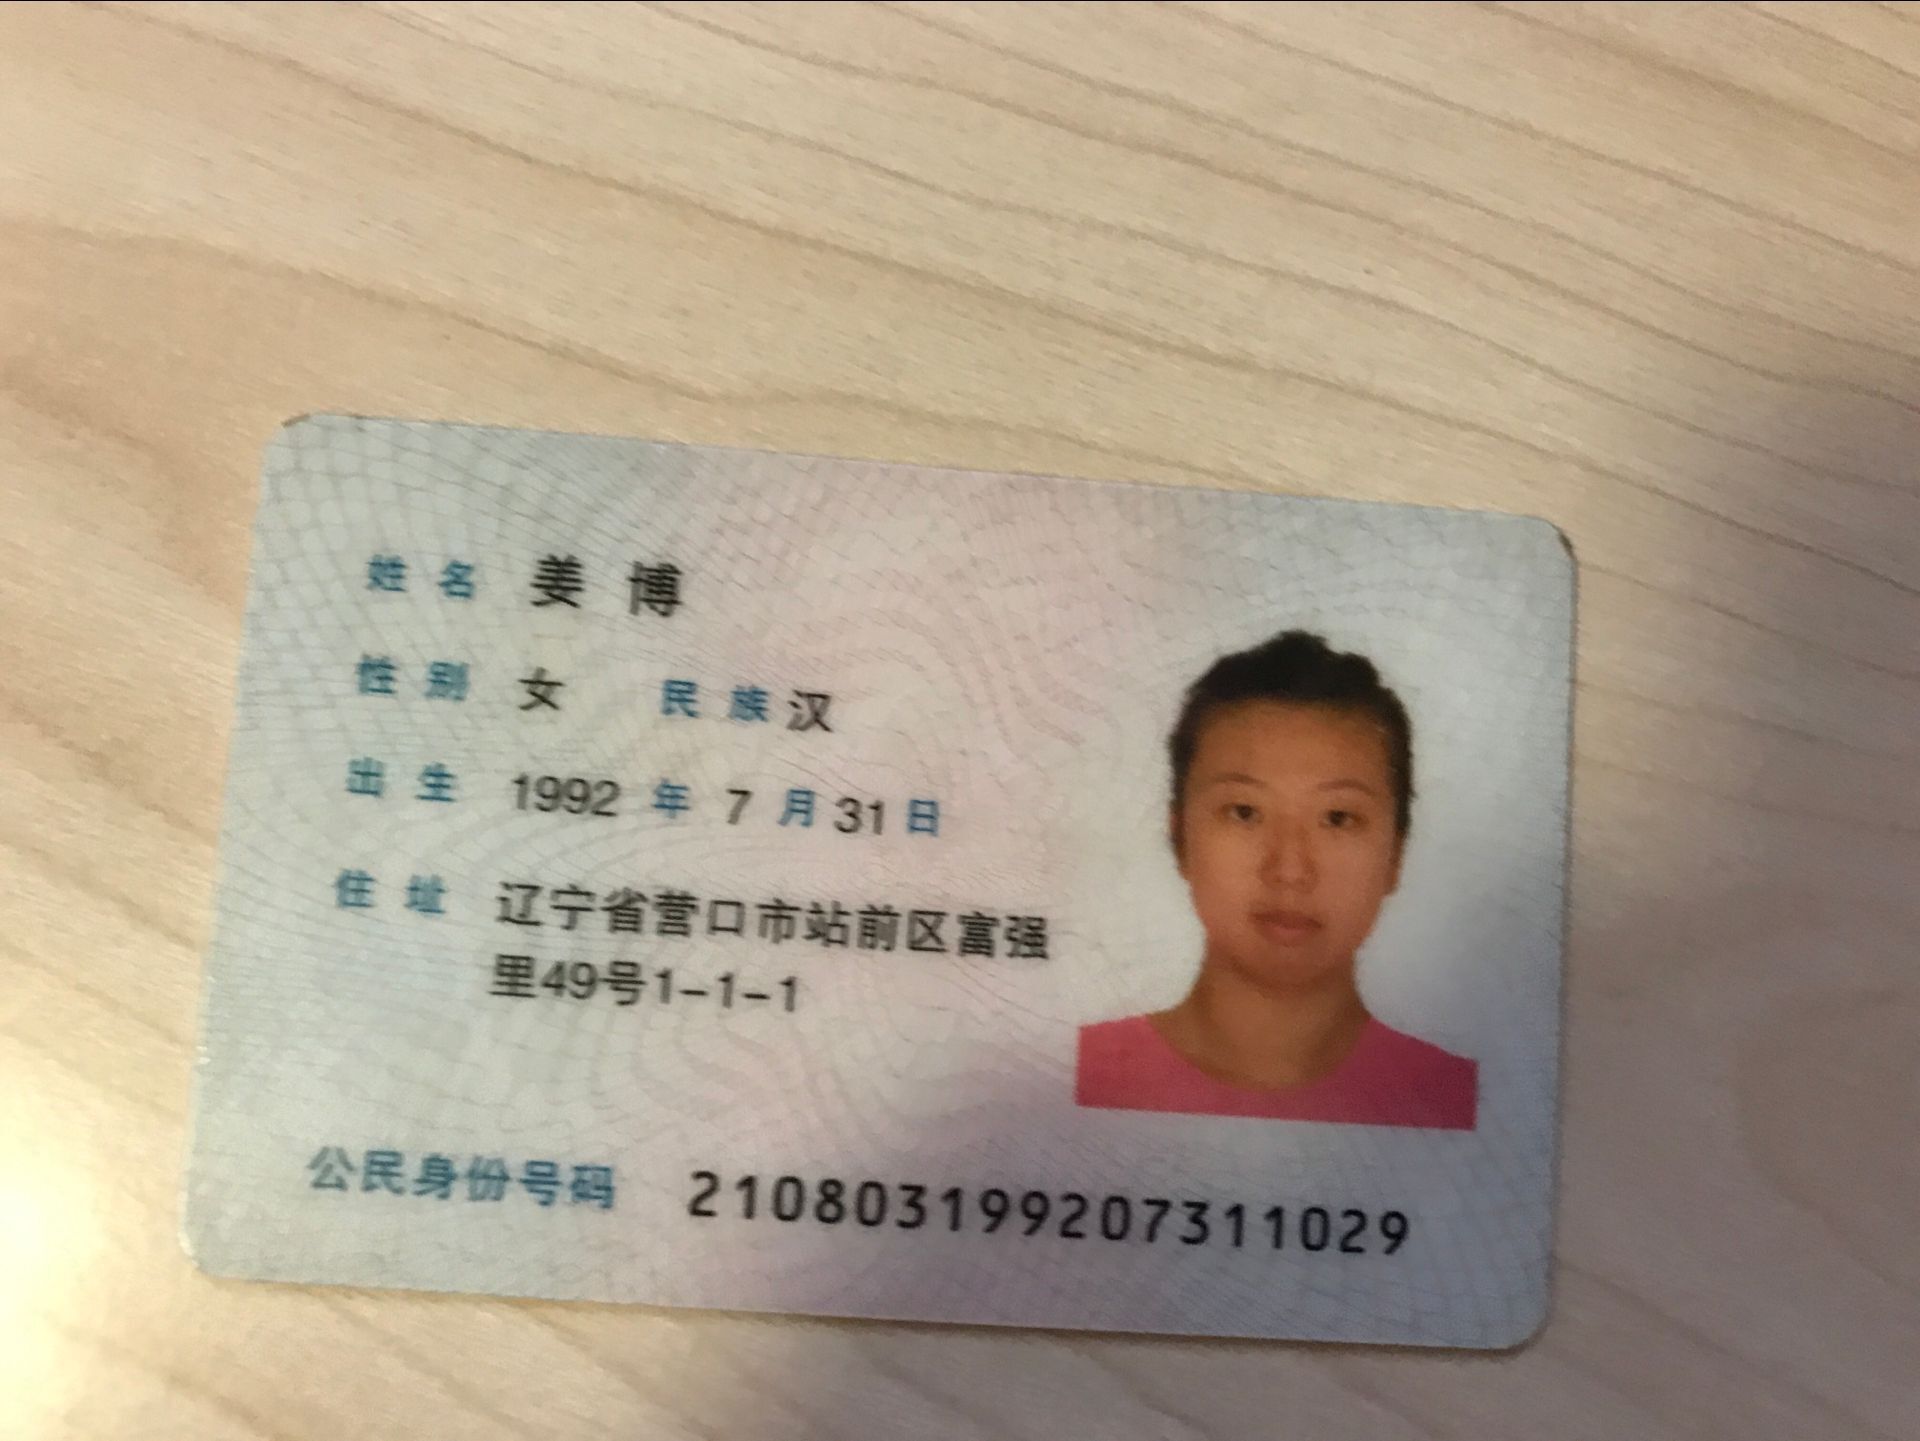 姓名 姜博
性别 女 民族 汉
出生 1992 年 7 月 31 日
住址 辽宁省营口市站前区富强
里49号1-1-1
公民身份号码 210803199207311029